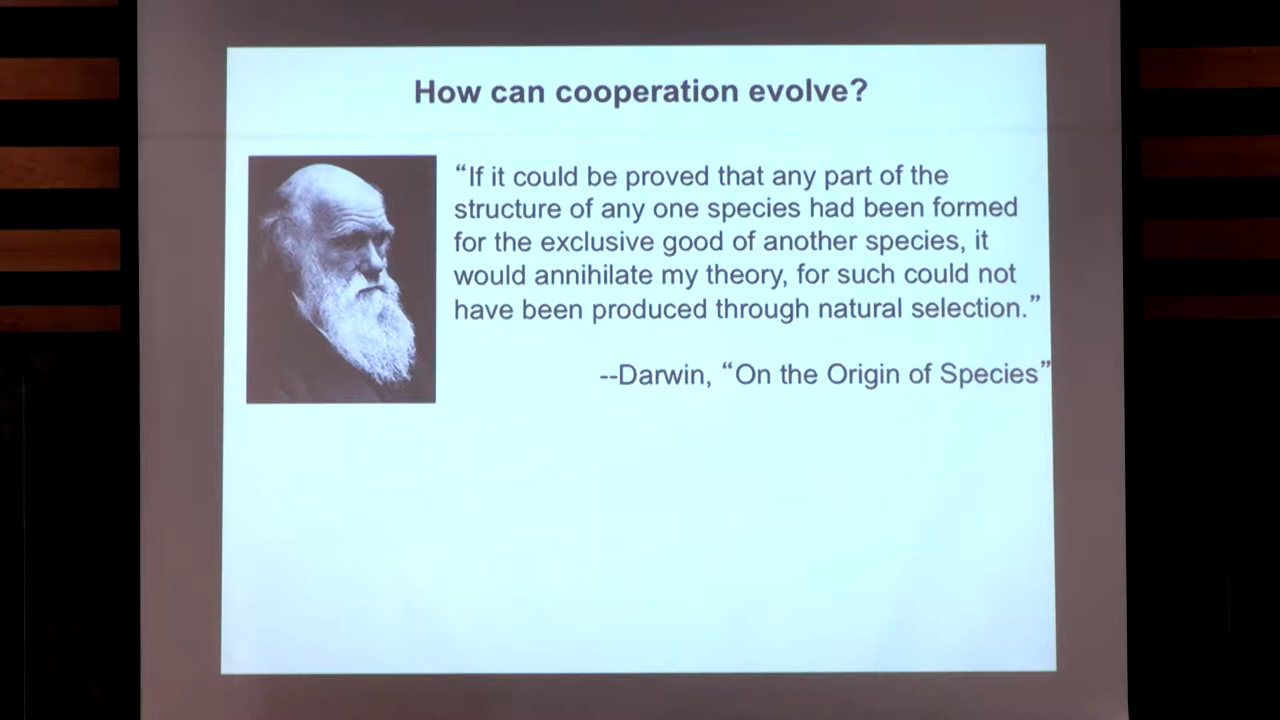 How can cooperation evolve?
“If it could be proved that any part of the
structure of any one species had been formed
for the exclusive good of another species, it
would annihilate my theory, for such could not
have been produced through natural selection.”
--Darwin, “On the Origin of Species”